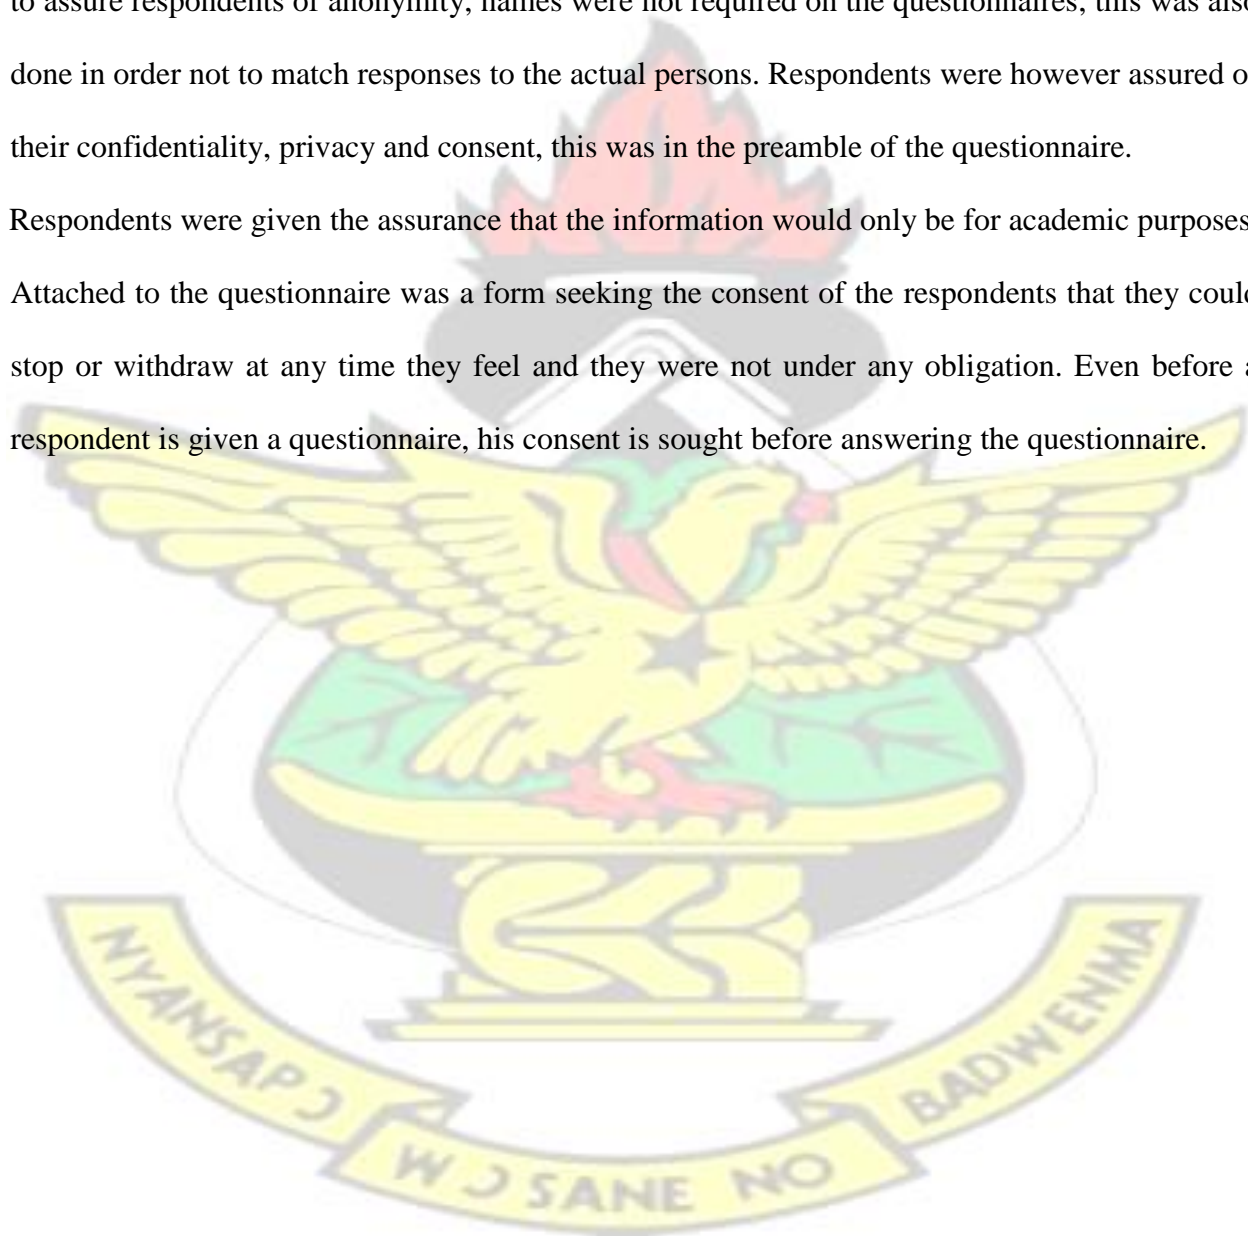 to assure respondents of anonymity, names were not required on the questionnaires, this was also
done in order not to match responses to the actual persons. Respondents were however assured o
their confidentiality, privacy and consent, this was in the preamble of the questionnaire.
Respondents were given the assurance that the information would only be for academic purposes
Attached to the questionnaire was a form seeking the consent of the respondents that they could
stop or withdraw at any time they feel and they were not under any obligation. Even before a
respondent is given a questionnaire, his consent is sought before answering the questionnaire.
NYANSAPƆ
WƆSANE NO
BADWENMA